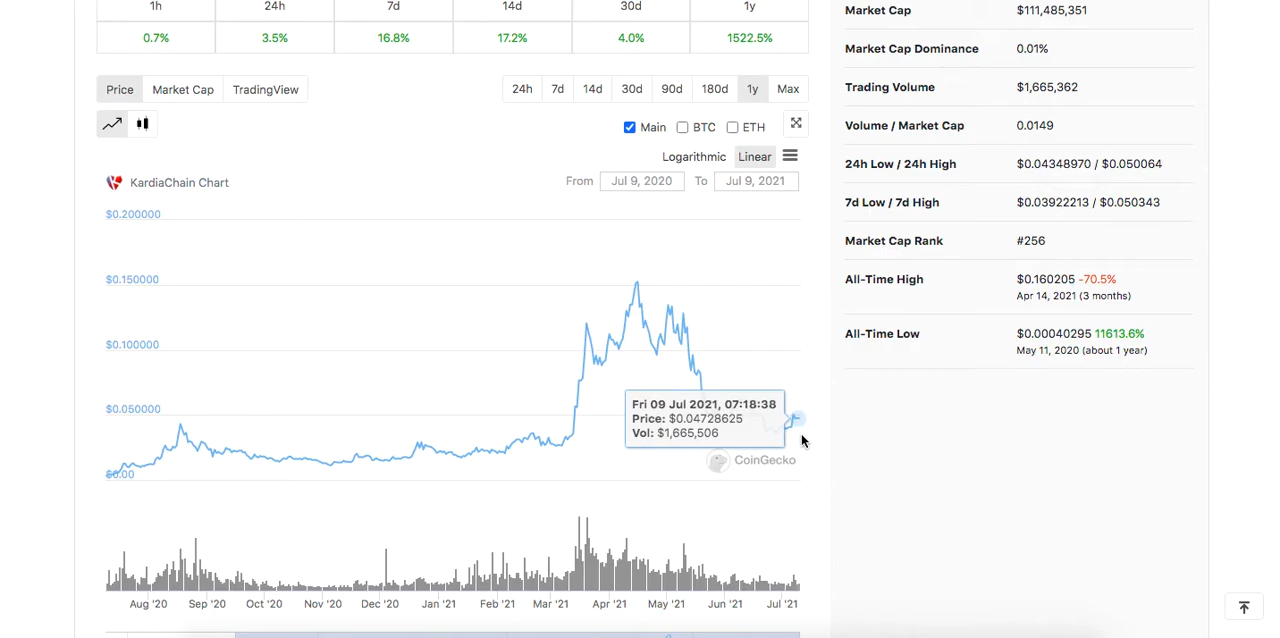 1h 24h 7d 14d 30d 1y
0.7% 3.5% 16.8% 17.2% 4.0% 1522.5%
Price Market Cap TradingView
24h 7d 14d 30d 90d 180d 1y Max
Main BTC ETH
Logarithmic Linear
KardiaChain Chart
From Jul 9, 2020 To Jul 9, 2021
$0.200000
$0.150000
$0.100000
$0.050000
$0.00
Fri 09 Jul 2021, 07:18:38
Price: $0.04728625
Vol: $1,665,506
CoinGecko
Aug '20 Sep '20 Oct '20 Nov '20 Dec '20 Jan '21 Feb '21 Mar '21 Apr '21 May '21 Jun '21 Jul '21
Market Cap $111,485,351
Market Cap Dominance 0.01%
Trading Volume $1,665,362
Volume / Market Cap 0.0149
24h Low / 24h High $0.04348970 / $0.050064
7d Low / 7d High $0.03922213 / $0.050343
Market Cap Rank #256
All-Time High $0.160205 -70.5%
Apr 14, 2021 (3 months)
All-Time Low $0.00040295 11613.6%
May 11, 2020 (about 1 year)